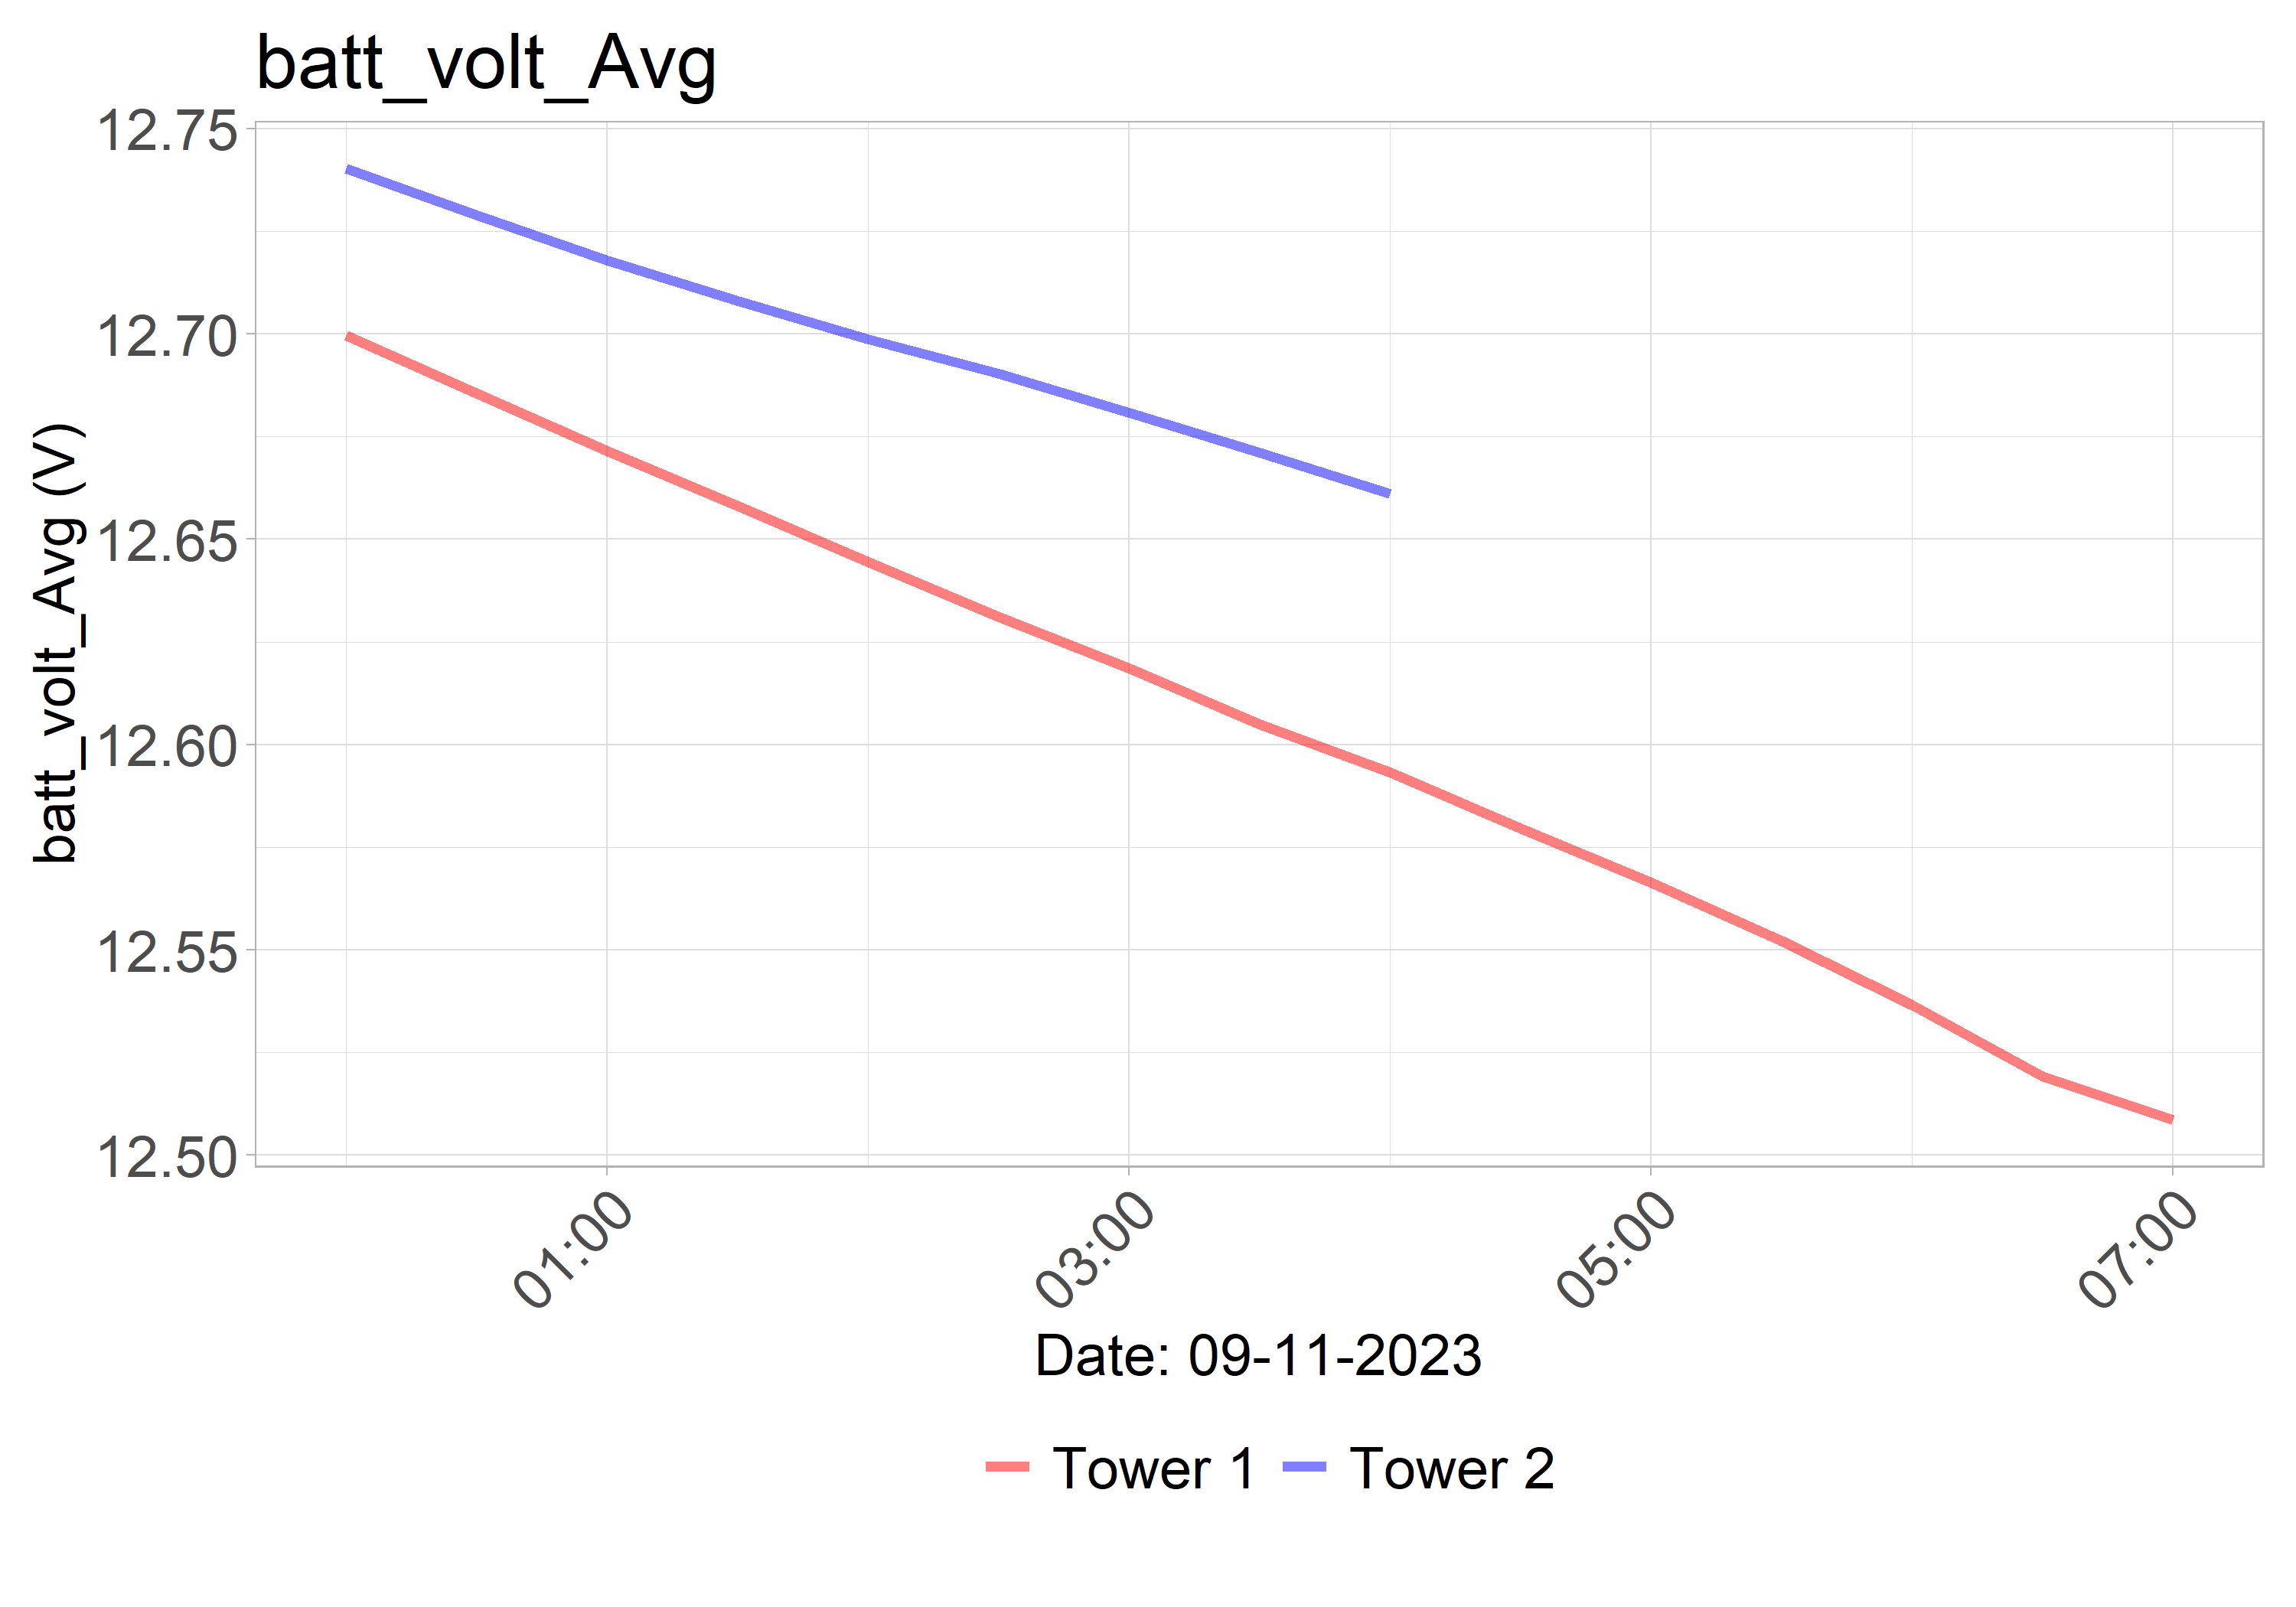 batt_volt_Avg
batt_volt_Avg (V)
12.75
12.70
12.65
12.60
12.55
12.50
01:00
03:00
05:00
07:00
Date: 09-11-2023
Tower 1
Tower 2